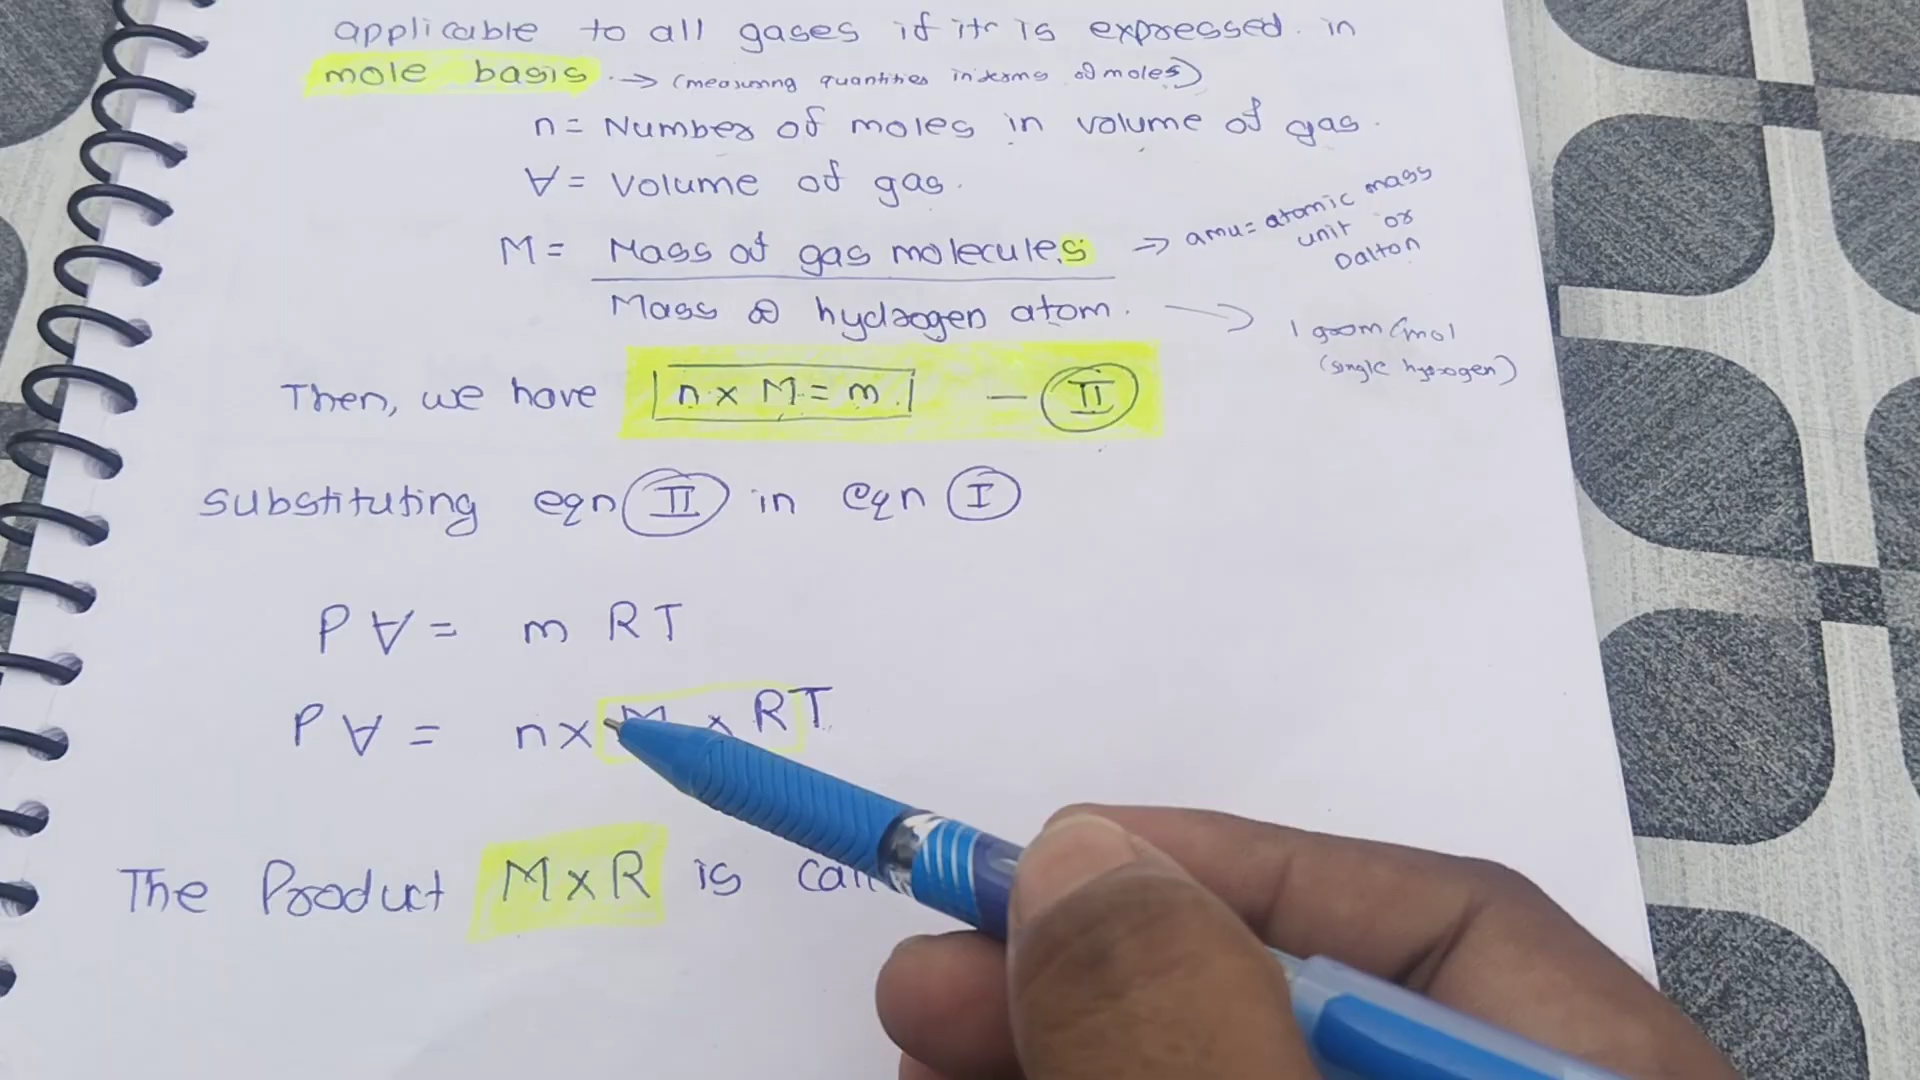 applicable to all gases if it is expressed in
mole basis. → (measuring quantities in terms of moles)
n = Number of moles in volume of gas.
∀ = Volume of gas.
M = Mass of gas molecules ⇒ amu = atomic mass
unit or
Dalton
Mass of hydrogen atom. → 1 gram/mol
(single hydrogen)
Then, we have n x M = m — II
Substituting eqn II in eqn I
P ∀ = m R T
P ∀ = n x M x R T
The Product M x R is